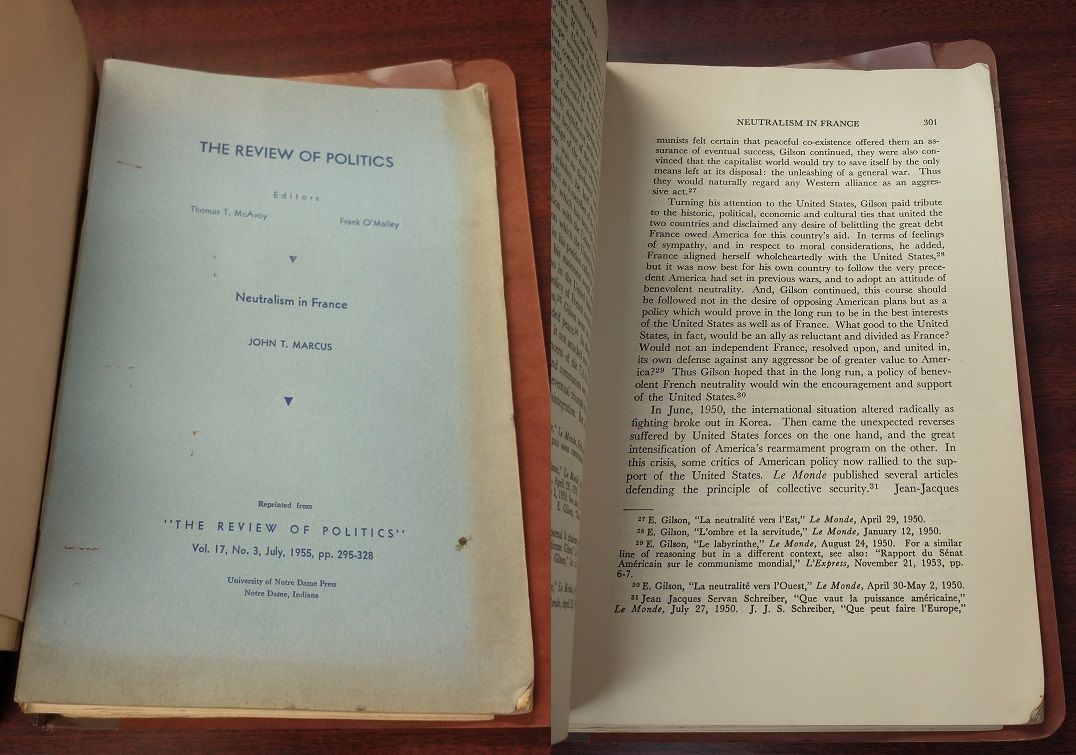 THE REVIEW OF POLITICS
Editors
Thomas T. McAvoy
Frank O'Malley
Neutralism in France
JOHN T. MARCUS
Reprinted from
"THE REVIEW OF POLITICS"
Vol. 17, No. 3, July, 1955, pp. 295-328
University of Notre Dame Press
Notre Dame, Indiana
NEUTRALISM IN FRANCE 301
munists felt certain that peaceful co-existence offered them an as-
surance of eventual success, Gilson continued, they were also con-
vinced that the capitalist world would try to save itself by the only
means left at its disposal: the unleashing of a general war. Thus
they would naturally regard any Western alliance as an aggres-
sive act.27
Turning his attention to the United States, Gilson paid tribute
to the historic, political, economic and cultural ties that united the
two countries and disclaimed any desire of belittling the great debt
France owed America for this country's aid. In terms of feelings
of sympathy, and in respect to moral considerations, he added,
France aligned herself wholeheartedly with the United States,28
but it was now best for his own country to follow the very prece-
dent America had set in previous wars, and to adopt an attitude of
benevolent neutrality. And, Gilson continued, this course should
be followed not in the desire of opposing American plans but as a
policy which would prove in the long run to be in the best interests
of the United States as well as of France. What good to the United
States, in fact, would be an ally as reluctant and divided as France?
Would not an independent France, resolved upon, and united in,
its own defense against any aggressor be of greater value to Amer-
ica?29 Thus Gilson hoped that in the long run, a policy of benev-
olent French neutrality would win the encouragement and support
of the United States.30
In June, 1950, the international situation altered radically as
fighting broke out in Korea. Then came the unexpected reverses
suffered by United States forces on the one hand, and the great
intensification of America's rearmament program on the other. In
this crisis, some critics of American policy now rallied to the sup-
port of the United States. Le Monde published several articles
defending the principle of collective security.31 Jean-Jacques
27 E. Gilson, "La neutralité vers l'Est," Le Monde, April 29, 1950.
28 E. Gilson, "L'ombre et la servitude," Le Monde, January 12, 1950.
29 E. Gilson, "Le labyrinthe," Le Monde, August 24, 1950. For a similar
line of reasoning but in a different context, see also: "Rapport du Sénat
Américain sur le communisme mondial," L'Express, November 21, 1953, pp.
6-7.
30 E. Gilson, "La neutralité vers l'Ouest," Le Monde, April 30-May 2, 1950.
31 Jean Jacques Servan Schreiber, "Que vaut la puissance américaine,"
Le Monde, July 27, 1950. J. J. S. Schreiber, "Que peut faire l'Europe,"